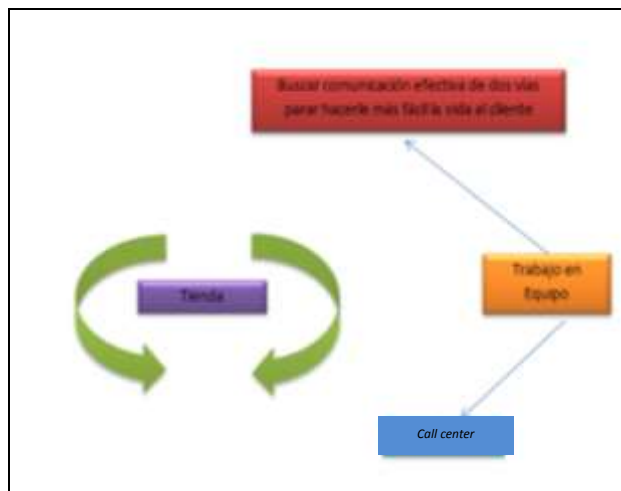 Buscar comunicación efectiva de dos vías
parar hacerle más fácil la vida al cliente
Tienda
Trabajo en
Equipo
Call center